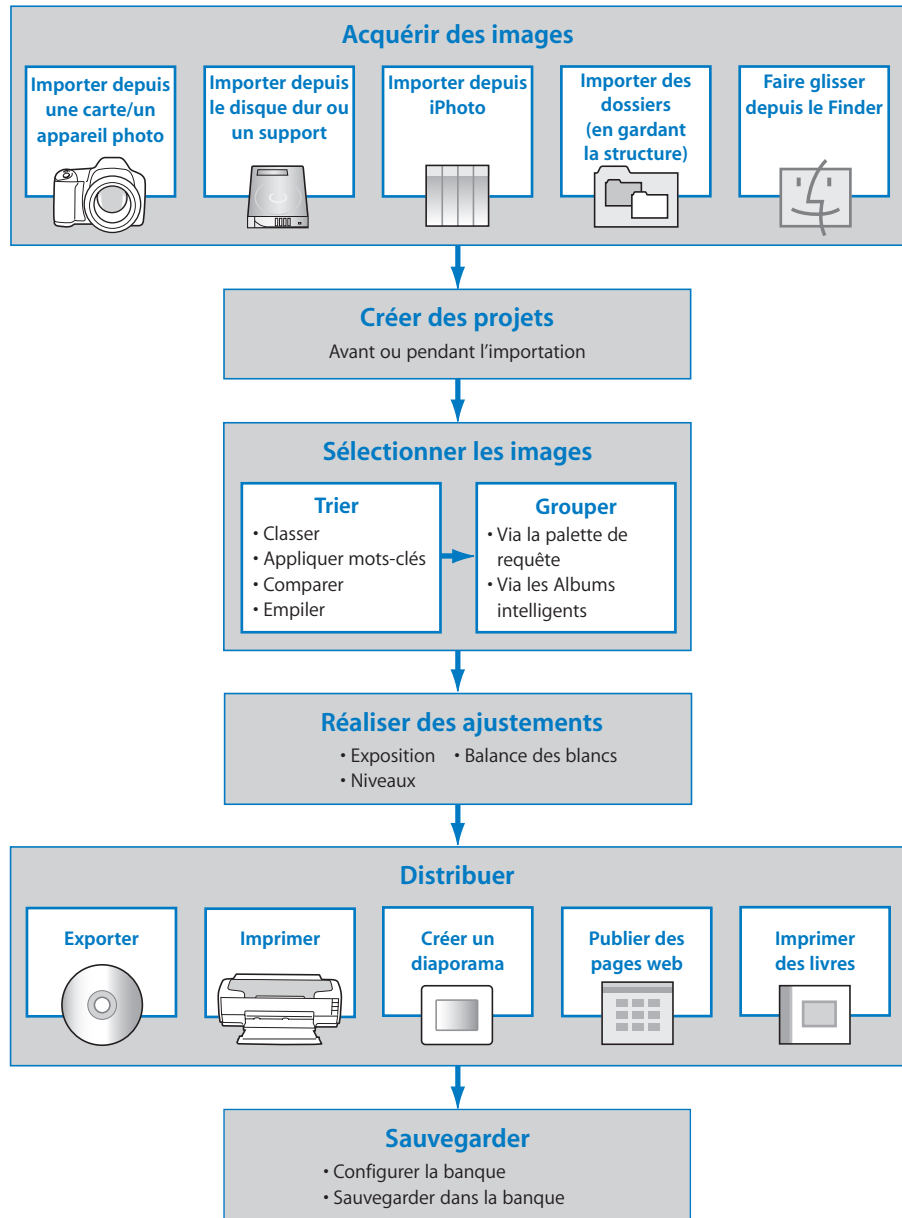 Acquérir des images
Importer depuis
une carte/un
appareil photo
Importer depuis
le disque dur ou
un support
Importer depuis
iPhoto
Importer des
dossiers
(en gardant
la structure)
Faire glisser
depuis le Finder
Créer des projets
Avant ou pendant l’importation
Sélectionner les images
Trier
• Classer
• Appliquer mots-clés
• Comparer
• Empiler
Grouper
• Via la palette de
requête
• Via les Albums
intelligents
Réaliser des ajustements
• Exposition • Balance des blancs
• Niveaux
Distribuer
Exporter
Imprimer
Créer un
diaporama
Publier des
pages web
Imprimer
des livres
Sauvegarder
• Configurer la banque
• Sauvegarder dans la banque